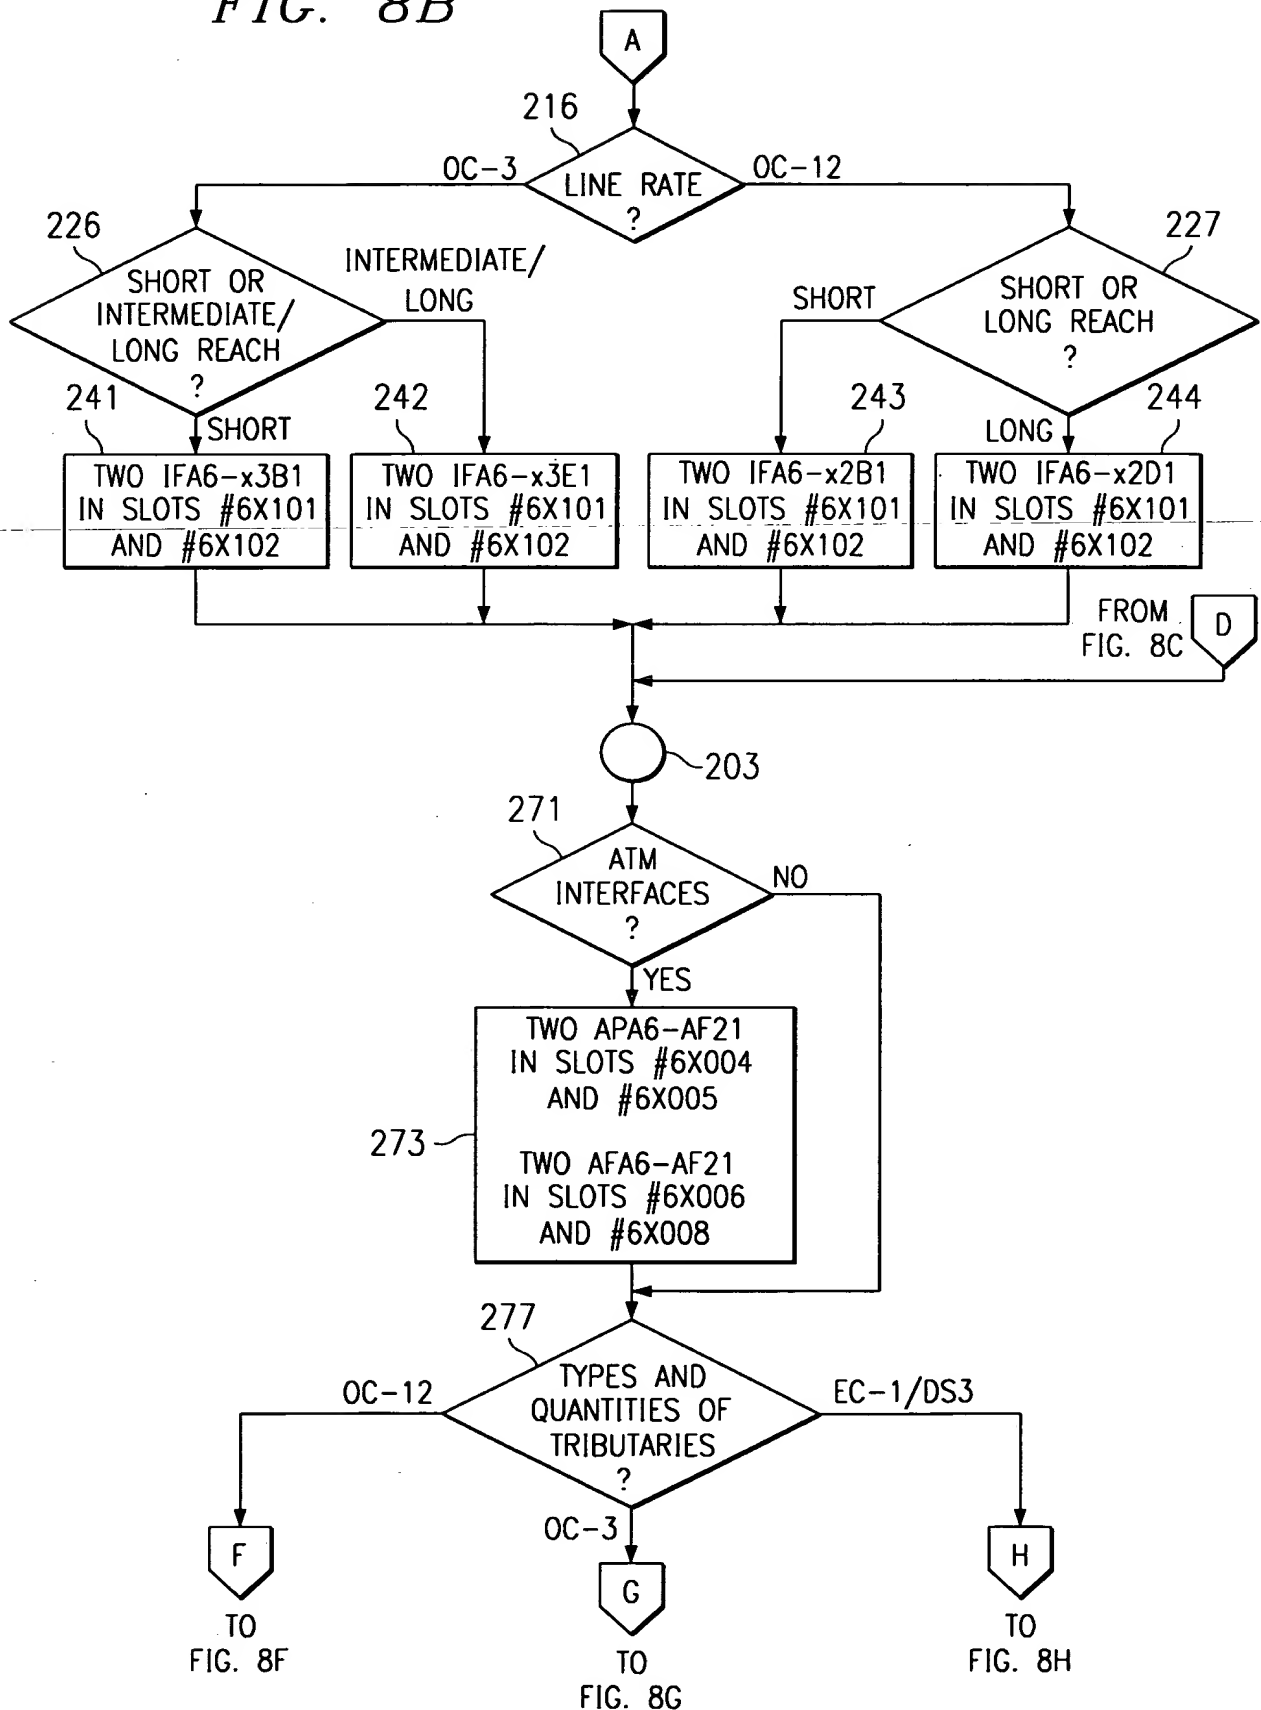 FIG. 8B
A
216
OC-3
LINE RATE
?
OC-12
226
SHORT OR
INTERMEDIATE/
LONG REACH
?
INTERMEDIATE/
LONG
SHORT
227
SHORT OR
LONG REACH
?
SHORT
LONG
241
TWO IFA6-x3B1
IN SLOTS #6X101
AND #6X102
242
TWO IFA6-x3E1
IN SLOTS #6X101
AND #6X102
243
TWO IFA6-x2B1
IN SLOTS #6X101
AND #6X102
244
TWO IFA6-x2D1
IN SLOTS #6X101
AND #6X102
FROM
FIG. 8C
D
203
271
ATM
INTERFACES
?
NO
YES
273
TWO APA6-AF21
IN SLOTS #6X004
AND #6X005
TWO AFA6-AF21
IN SLOTS #6X006
AND #6X008
277
TYPES AND
QUANTITIES OF
TRIBUTARIES
?
OC-12
EC-1/DS3
OC-3
F
TO
FIG. 8F
G
TO
FIG. 8G
H
TO
FIG. 8H